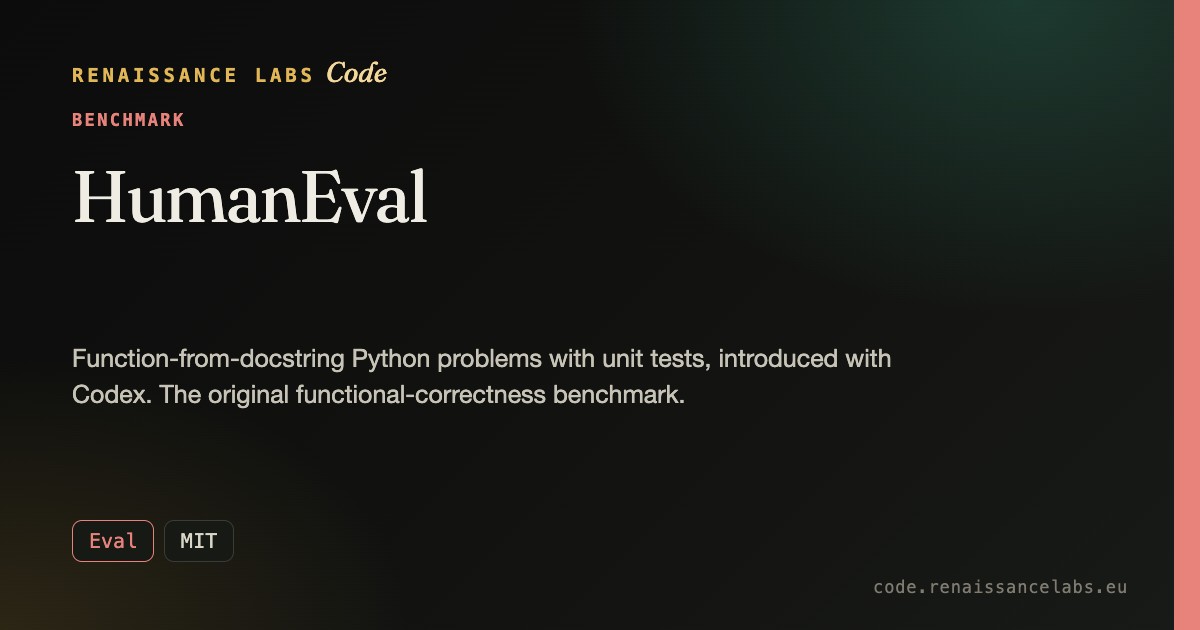 RENAISSANCE LABS Code
BENCHMARK
HumanEval
Function-from-docstring Python problems with unit tests, introduced with
Codex. The original functional-correctness benchmark.
Eval MIT
code.renaissancelabs.eu